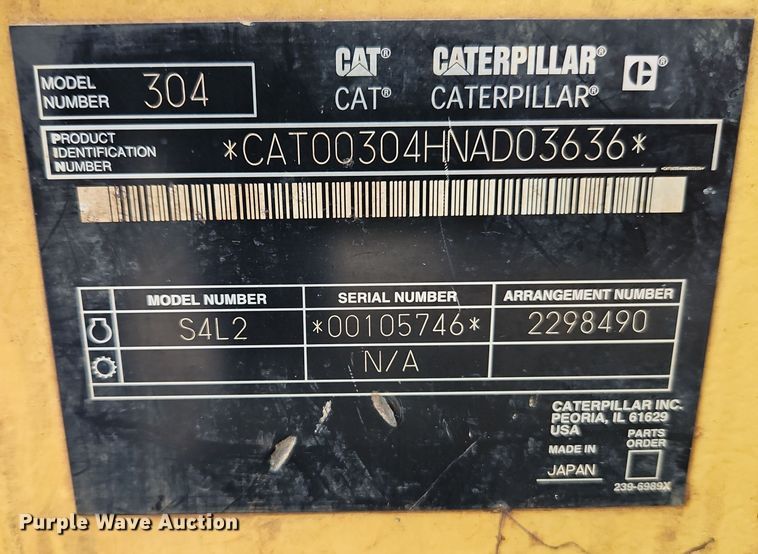 MODEL NUMBER 304
CAT® CATERPILLAR® C®
CAT® CATERPILLAR®
PRODUCT IDENTIFICATION NUMBER *CAT00304HNAD03636*
MODEL NUMBER SERIAL NUMBER ARRANGEMENT NUMBER
S4L2 *00105746* 2298490
N/A
CATERPILLAR INC.
PEORIA, IL 61629
USA
MADE IN JAPAN
PARTS ORDER
239-6989X
Purple Wave Auction